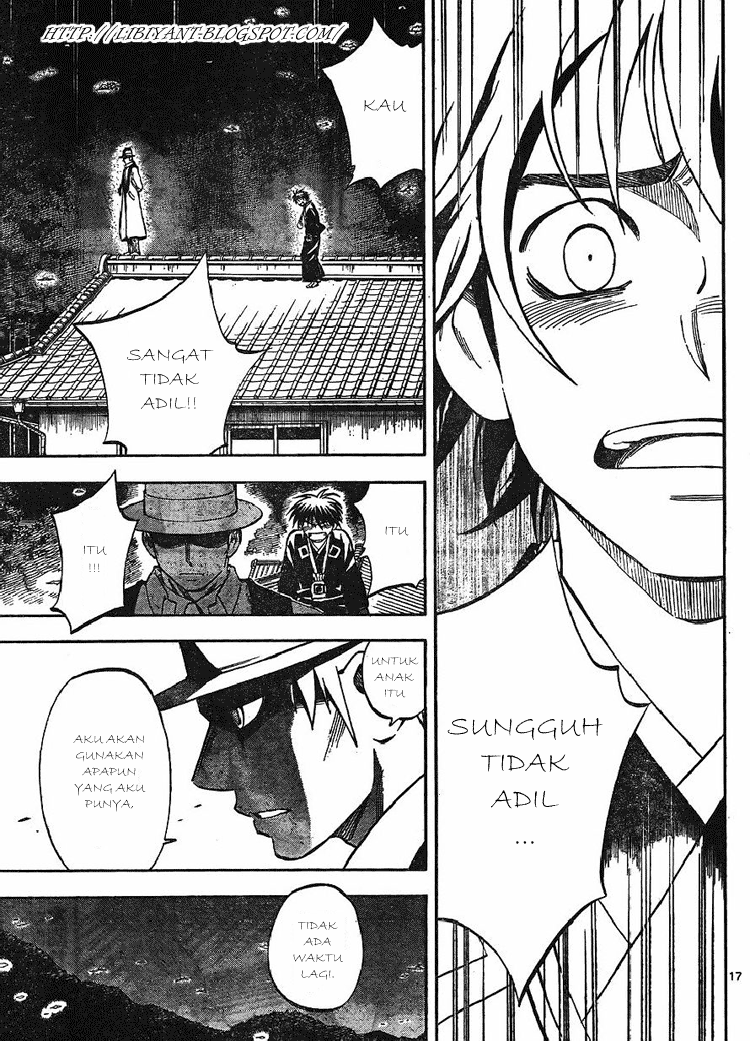 HTTP://LIBIYANT.BLOGSPOT.COM/
SUNGGUH
TIDAK
ADIL
...
KAU
SANGAT
TIDAK
ADIL!!
ITU
ITU
!!!
UNTUK
ANAK
ITU
AKU AKAN
GUNAKAN
APAPUN
YANG AKU
PUNYA,
TIDAK
ADA
WAKTU
LAGI.
17